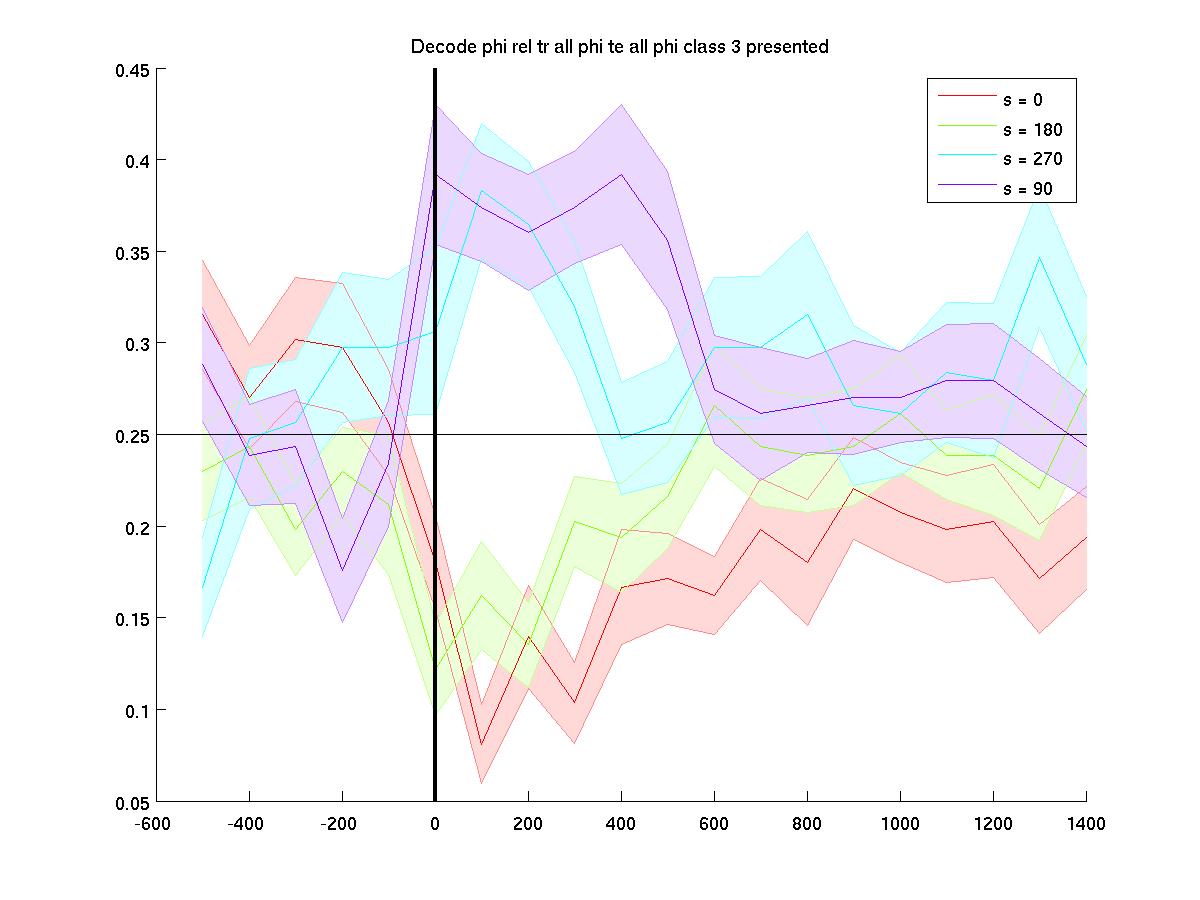 Decode phi rel tr all phi te all phi class 3 presented
0.45
s = 0
s = 180
s = 270
s = 90
0.4
0.35
0.3
0.25
0.2
0.15
0.1
0.05
-600 -400 -200 0 200 400 600 800 1000 1200 1400